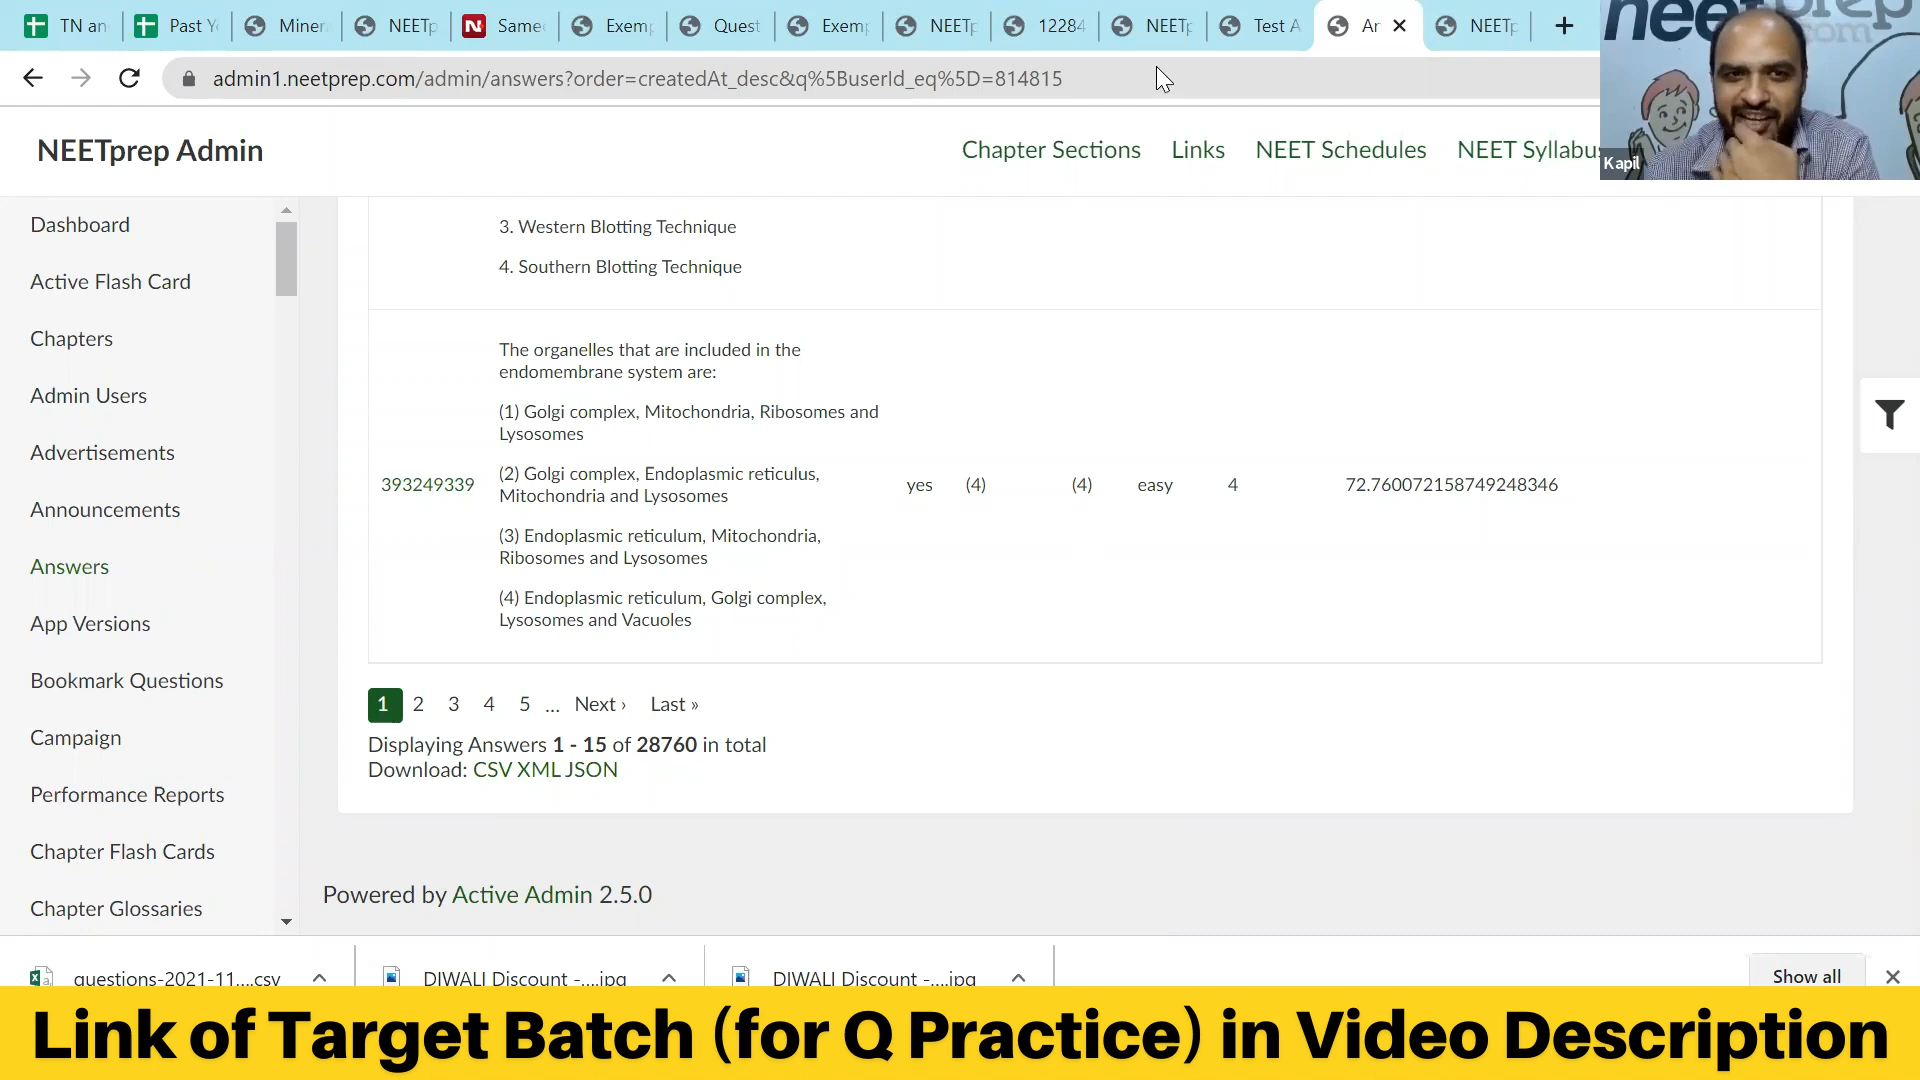 TN an
Past Y
Miner
NEETp
Same
Exem
Quest
Exem
NEETp
12284
NEETp
Test A
Ar
NEETp
admin1.neetprep.com/admin/answers?order=createdAt_desc&q%5BuserId_eq%5D=814815
neetprep
.com
Kapil
NEETprep Admin
Chapter Sections
Links
NEET Schedules
NEET Syllabus
Dashboard
Active Flash Card
Chapters
Admin Users
Advertisements
Announcements
Answers
App Versions
Bookmark Questions
Campaign
Performance Reports
Chapter Flash Cards
Chapter Glossaries
3. Western Blotting Technique
4. Southern Blotting Technique
The organelles that are included in the
endomembrane system are:
(1) Golgi complex, Mitochondria, Ribosomes and
Lysosomes
(2) Golgi complex, Endoplasmic reticulus,
Mitochondria and Lysosomes
(3) Endoplasmic reticulum, Mitochondria,
Ribosomes and Lysosomes
(4) Endoplasmic reticulum, Golgi complex,
Lysosomes and Vacuoles
393249339 yes (4) (4) easy 4 72.760072158749248346
1 2 3 4 5 ... Next › Last »
Displaying Answers 1 - 15 of 28760 in total
Download: CSV XML JSON
Powered by Active Admin 2.5.0
questions-2021-11....csv
DIWALI Discount -....jpg
DIWALI Discount -....jpg
Show all
Link of Target Batch (for Q Practice) in Video Description